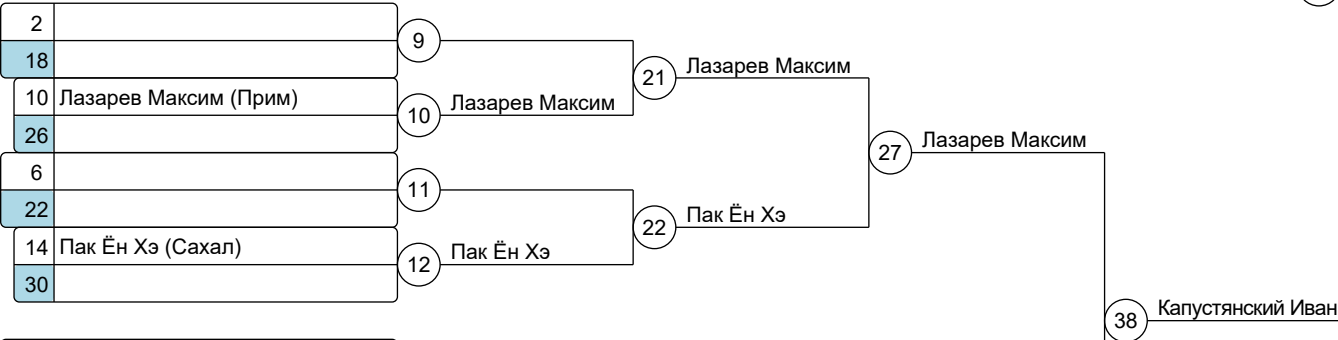 2
18
9
10 Лазарев Максим (Прим)
26
10 Лазарев Максим
21 Лазарев Максим
6
22
11
14 Пак Ён Хэ (Сахал)
30
12 Пак Ён Хэ
22 Пак Ён Хэ
27 Лазарев Максим
38 Капустянский Иван